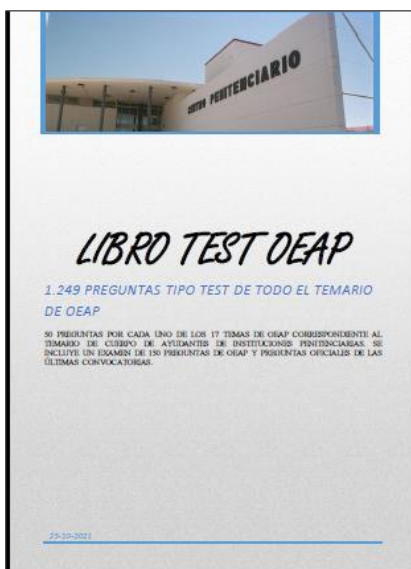 CENTRO PENITENCIARIO
LIBRO TEST OEAP
1.249 PREGUNTAS TIPO TEST DE TODO EL TEMARIO
DE OEAP
50 PREGUNTAS POR CADA UNO DE LOS 17 TEMAS DE OEAP CORRESPONDIENTE AL
TEMARIO DE CUERPO DE AYUDANTES DE INSTITUCIONES PENITENCIARIAS. SE
INCLUYE UN EXAMEN DE 150 PREGUNTAS DE OEAP Y PREGUNTAS OFICIALES DE LAS
ÚLTIMAS CONVOCATORIAS.
25-10-2021